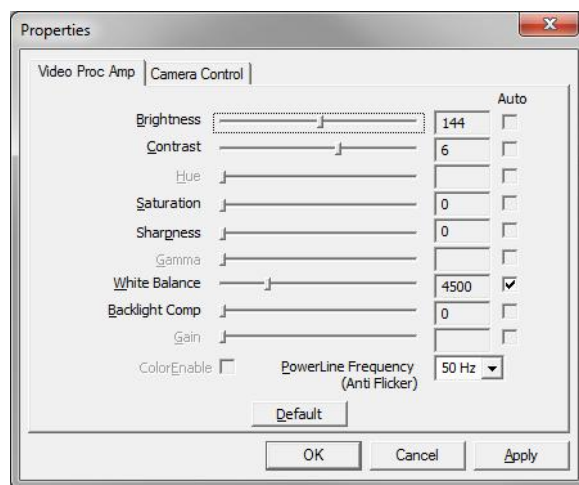 Properties
Video Proc Amp Camera Control
Auto
Brightness 144
Contrast 6
Hue
Saturation 0
Sharpness 0
Gamma
White Balance 4500
Backlight Comp 0
Gain
ColorEnable PowerLine Frequency 50 Hz
(Anti Flicker)
Default
OK Cancel Apply